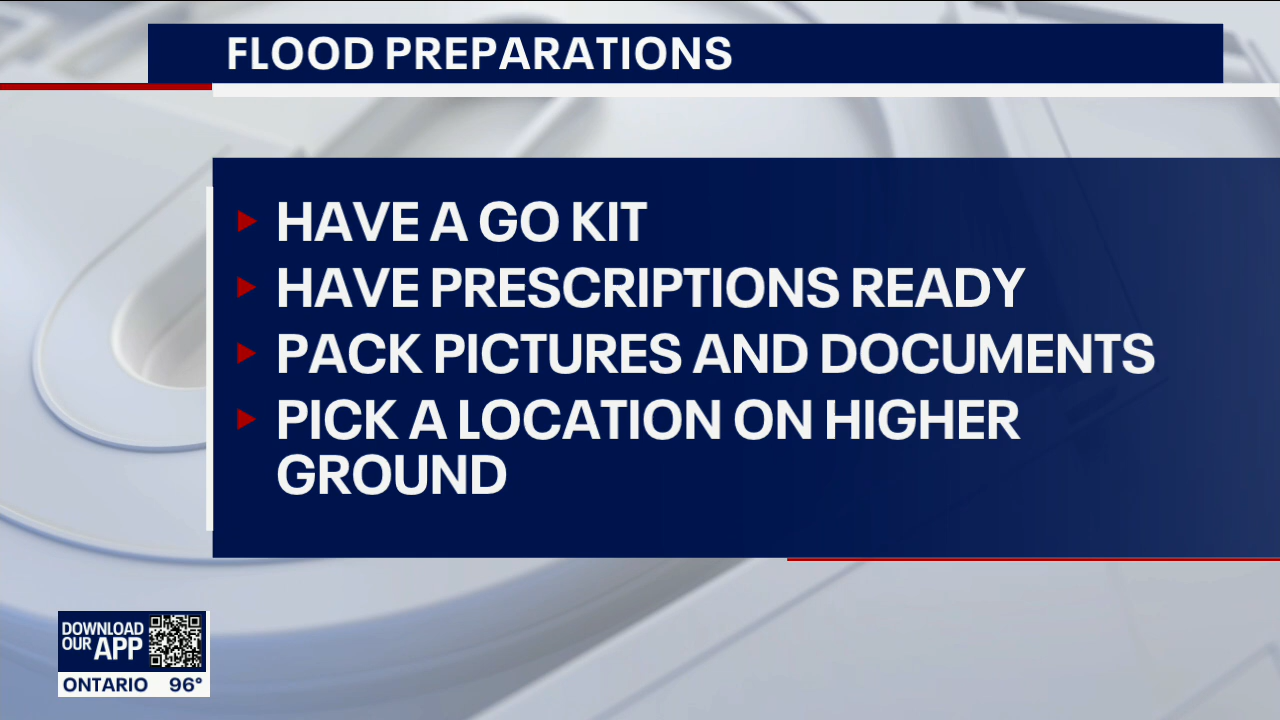 FLOOD PREPARATIONS
HAVE A GO KIT
HAVE PRESCRIPTIONS READY
PACK PICTURES AND DOCUMENTS
PICK A LOCATION ON HIGHER
GROUND
DOWNLOAD
OUR APP
ONTARIO 96°